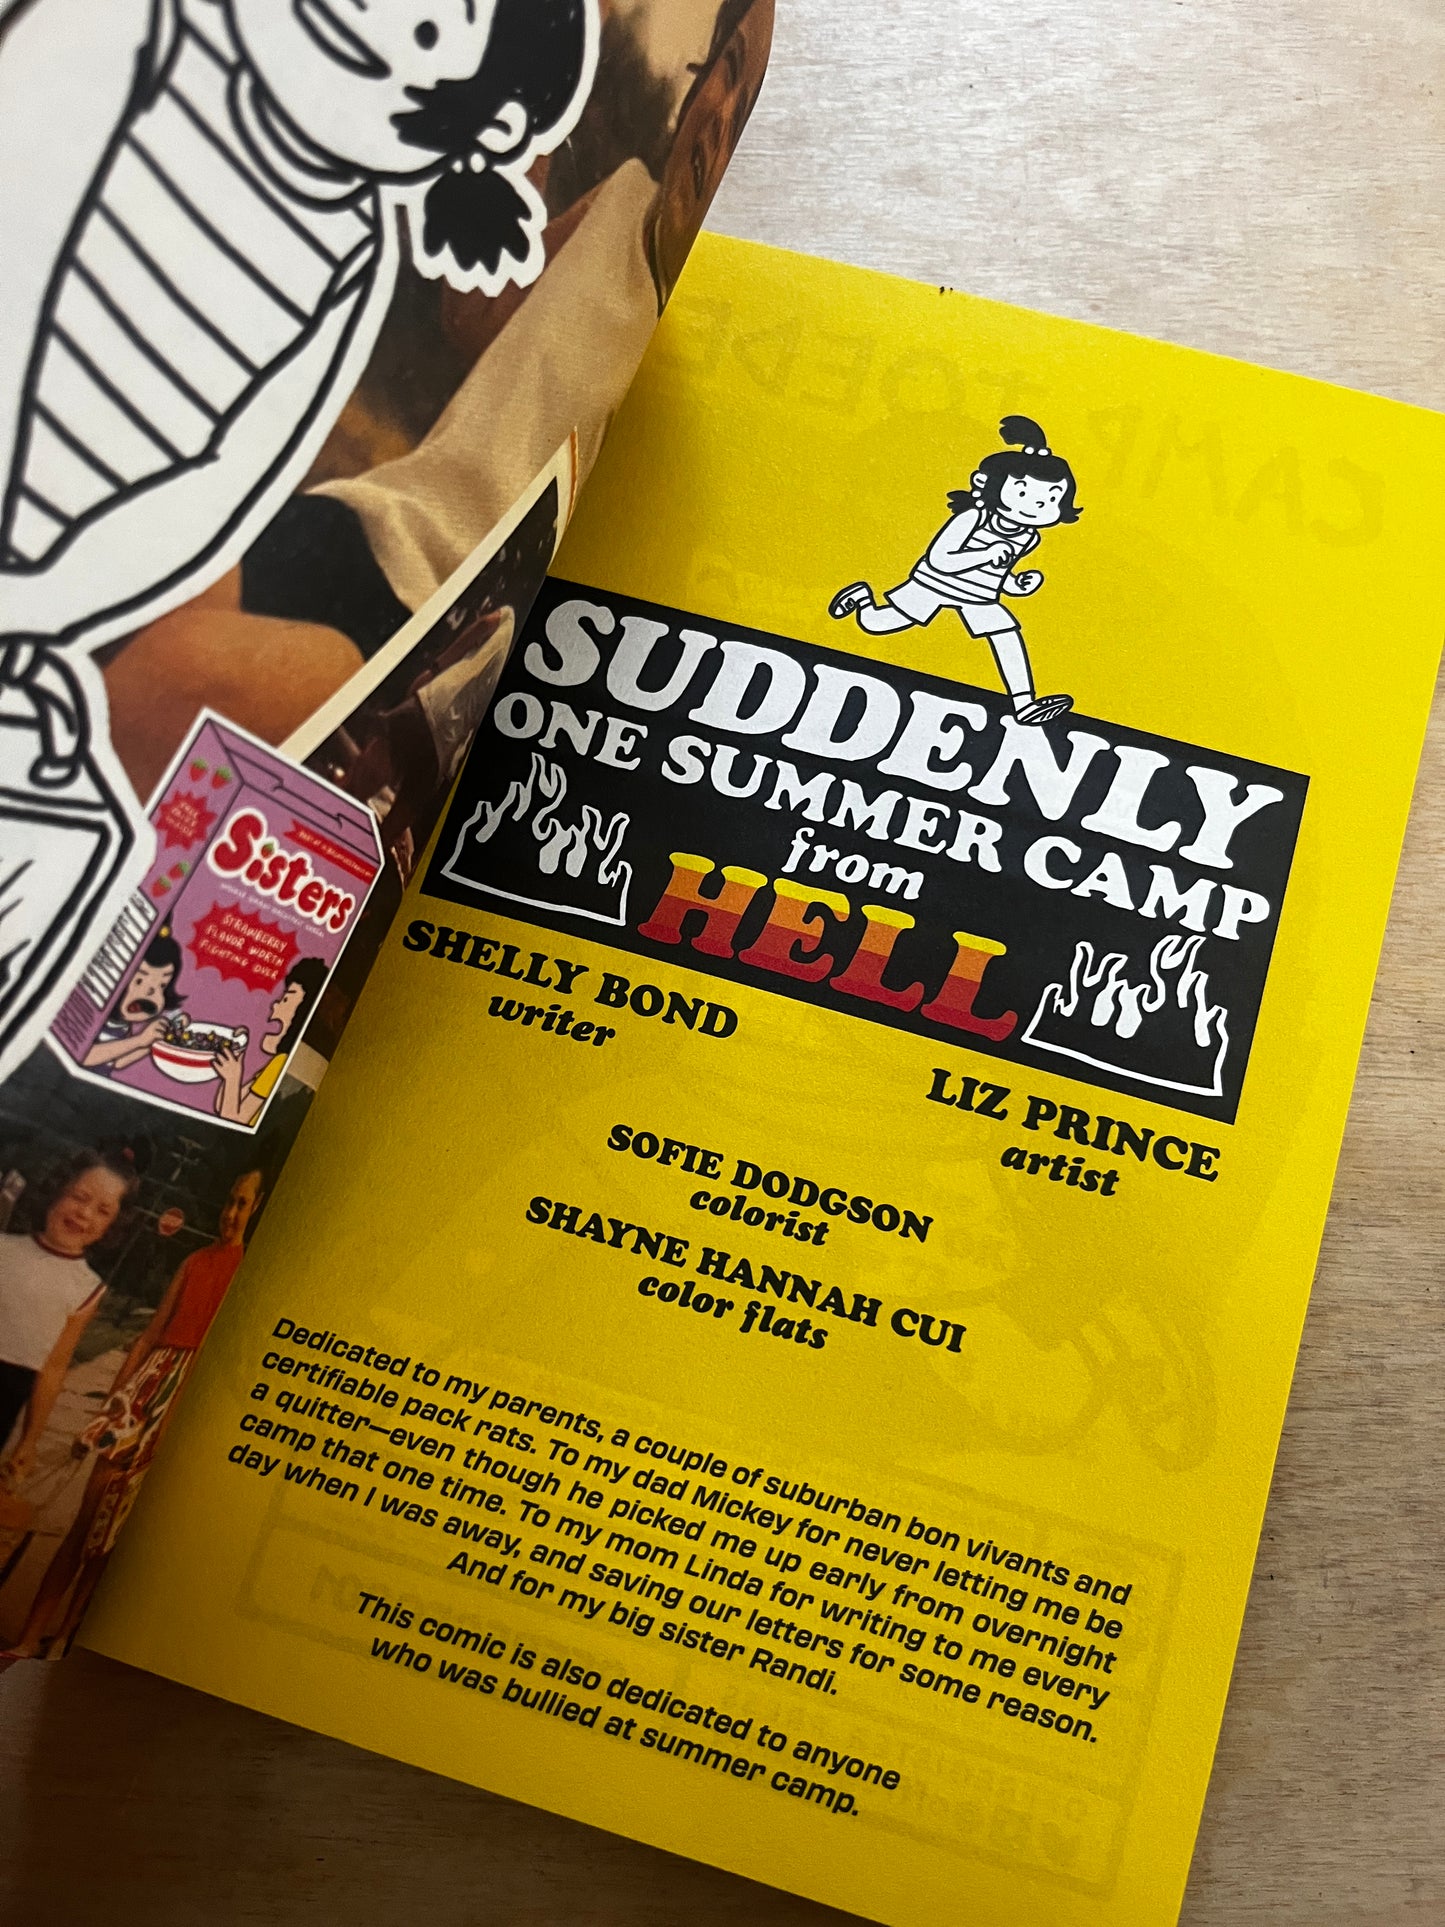 Sisters
STRAWBERRY
FLAVOR WORTH
FIGHTING OVER
SUDDENLY
ONE SUMMER CAMP
from
HELL
SHELLY BOND
writer
LIZ PRINCE
artist
SOFIE DODGSON
colorist
SHAYNE HANNAH CUI
color flats
Dedicated to my parents, a couple of suburban bon vivants and
certifiable pack rats. To my dad Mickey for never letting me be
a quitter—even though he picked me up early from overnight
camp that one time. To my mom Linda for writing to me every
day when I was away, and saving our letters for some reason.
And for my big sister Randi.
This comic is also dedicated to anyone
who was bullied at summer camp.